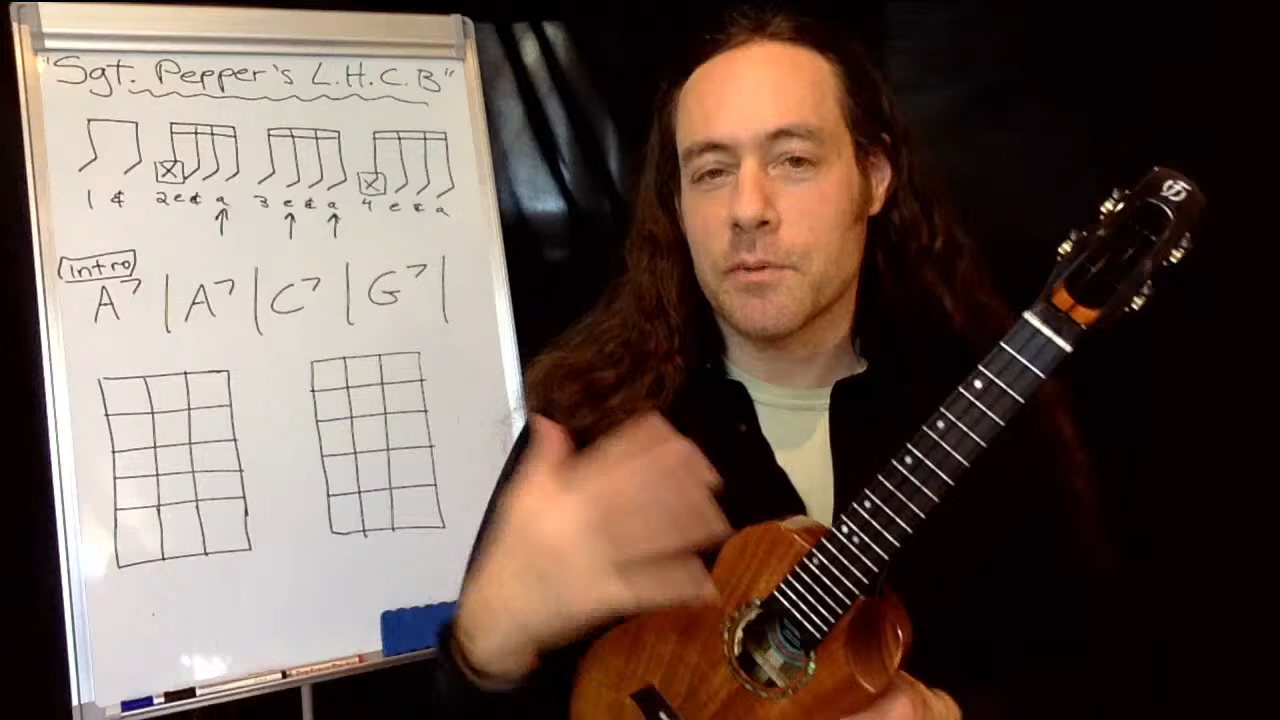 "Sgt. Pepper's L.H.C.B"
1 & 2 e & a 3 e & a 4 e & a
Intro
A7 | A7 | C7 | G7 |